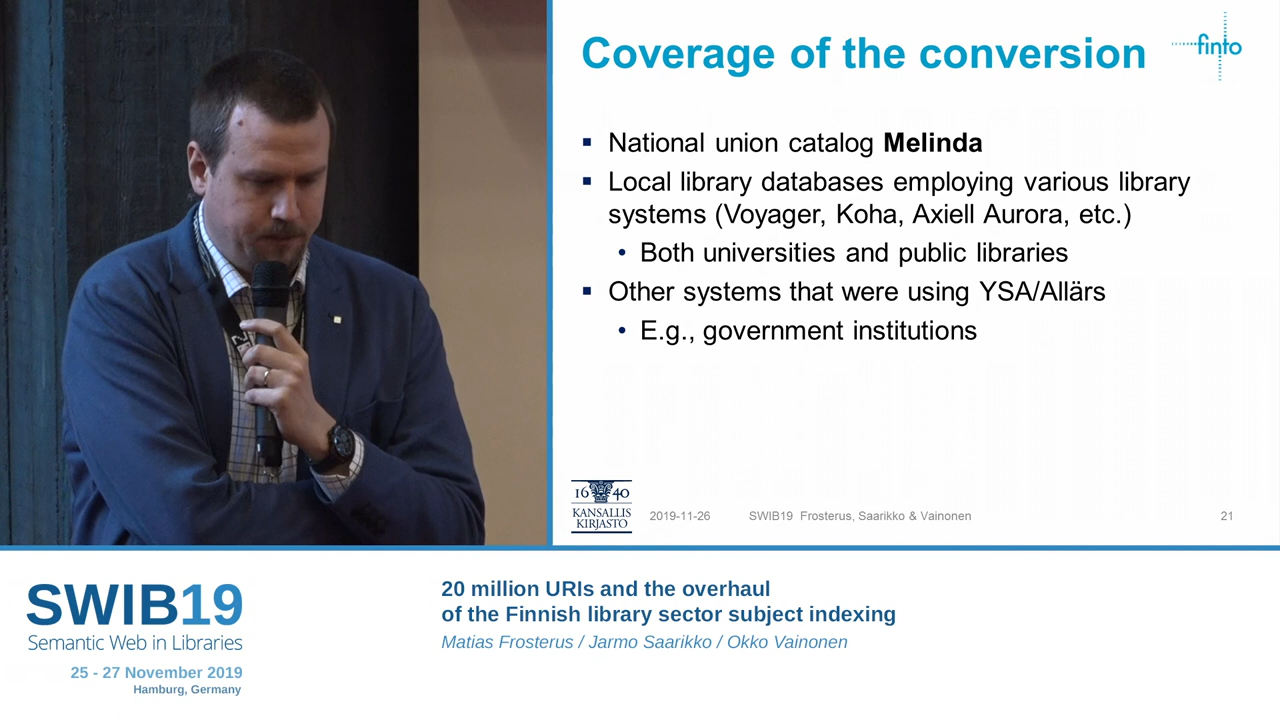 Coverage of the conversion
finto
▪ National union catalog Melinda
▪ Local library databases employing various library
systems (Voyager, Koha, Axiell Aurora, etc.)
• Both universities and public libraries
▪ Other systems that were using YSA/Allärs
• E.g., government institutions
16 40
KANSALLIS
KIRJASTO
2019-11-26 SWIB19 Frosterus, Saarikko & Vainonen 21
SWIB19
Semantic Web in Libraries
25 - 27 November 2019
Hamburg, Germany
20 million URIs and the overhaul
of the Finnish library sector subject indexing
Matias Frosterus / Jarmo Saarikko / Okko Vainonen